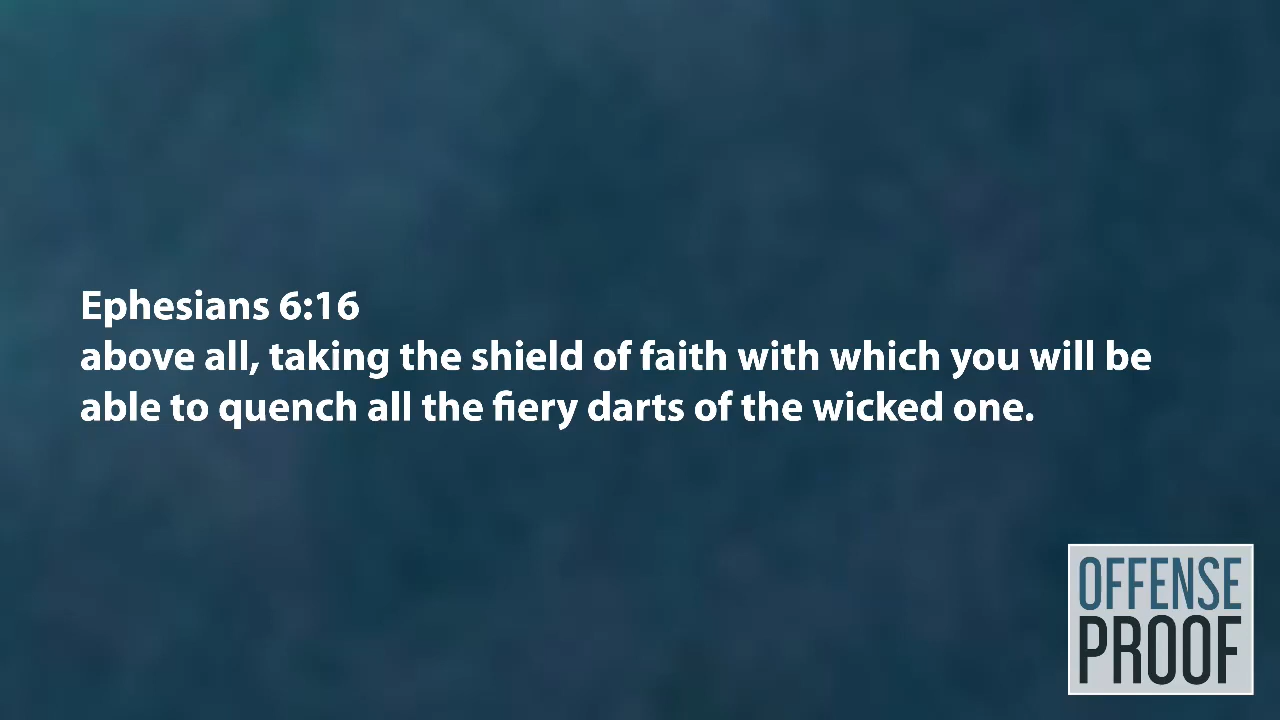 Ephesians 6:16
above all, taking the shield of faith with which you will be
able to quench all the fiery darts of the wicked one.
OFFENSE
PROOF